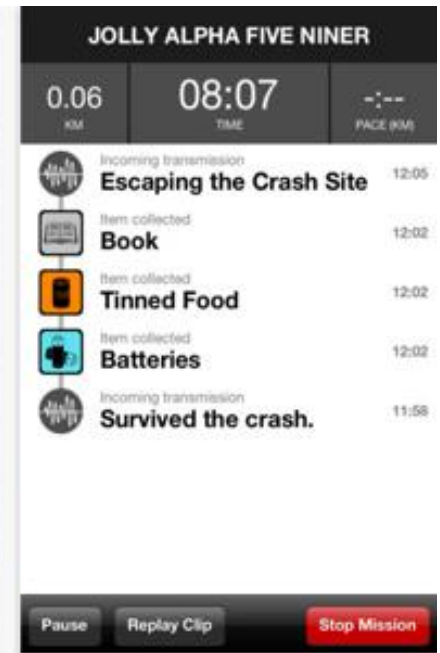 JOLLY ALPHA FIVE NINER
0.06 08:07 -:--
KM TIME PACE (KM)
Incoming transmission
Escaping the Crash Site 12:05
Item collected
Book 12:02
Item collected
Tinned Food 12:02
Item collected
Batteries 12:02
Incoming transmission
Survived the crash. 11:58
Pause Replay Clip Stop Mission